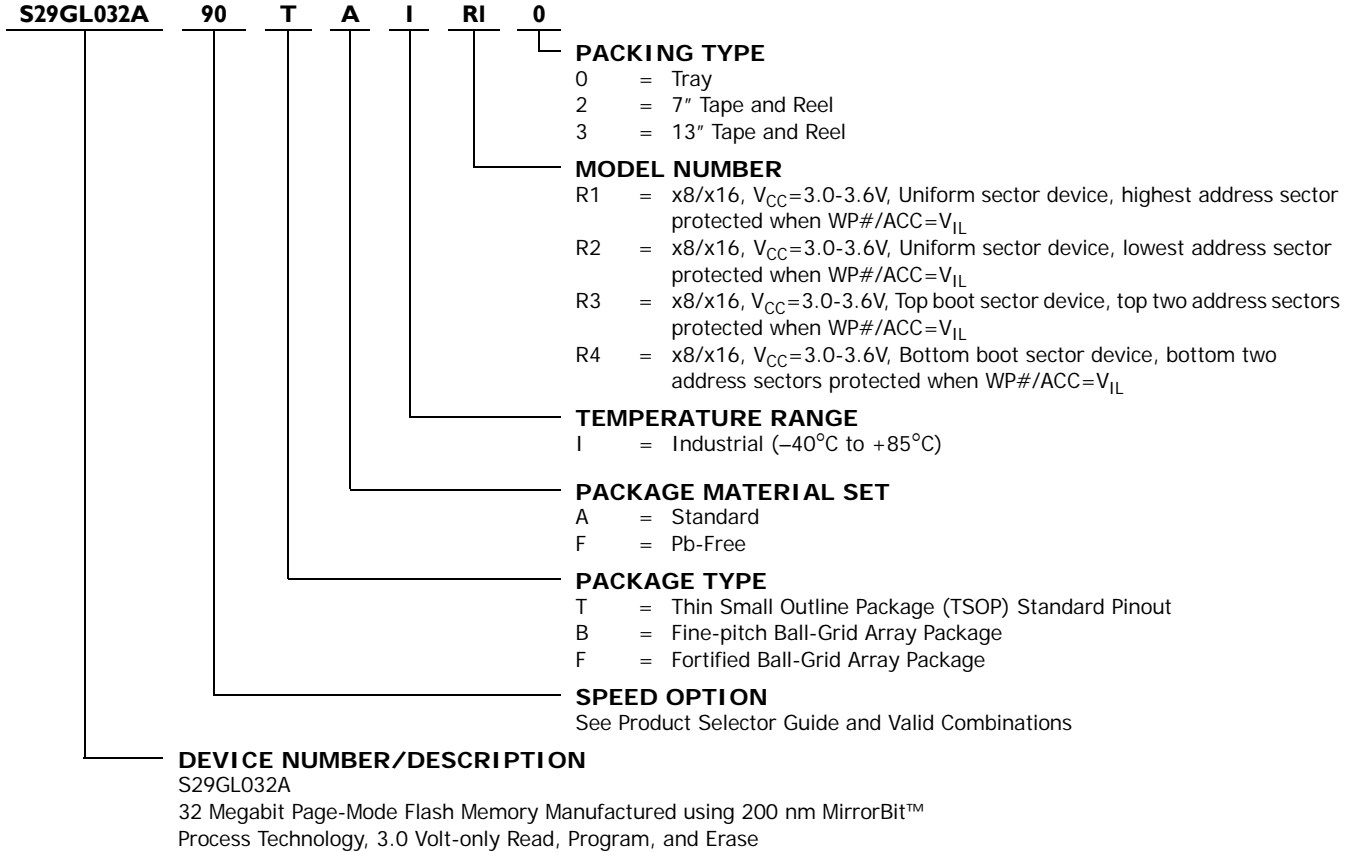 S29GL032A 90 T A I R1 0
PACKING TYPE
0 = Tray
2 = 7″ Tape and Reel
3 = 13″ Tape and Reel
MODEL NUMBER
R1 = x8/x16, VCC=3.0-3.6V, Uniform sector device, highest address sector
protected when WP#/ACC=VIL
R2 = x8/x16, VCC=3.0-3.6V, Uniform sector device, lowest address sector
protected when WP#/ACC=VIL
R3 = x8/x16, VCC=3.0-3.6V, Top boot sector device, top two address sectors
protected when WP#/ACC=VIL
R4 = x8/x16, VCC=3.0-3.6V, Bottom boot sector device, bottom two
address sectors protected when WP#/ACC=VIL
TEMPERATURE RANGE
I = Industrial (–40°C to +85°C)
PACKAGE MATERIAL SET
A = Standard
F = Pb-Free
PACKAGE TYPE
T = Thin Small Outline Package (TSOP) Standard Pinout
B = Fine-pitch Ball-Grid Array Package
F = Fortified Ball-Grid Array Package
SPEED OPTION
See Product Selector Guide and Valid Combinations
DEVICE NUMBER/DESCRIPTION
S29GL032A
32 Megabit Page-Mode Flash Memory Manufactured using 200 nm MirrorBit™
Process Technology, 3.0 Volt-only Read, Program, and Erase